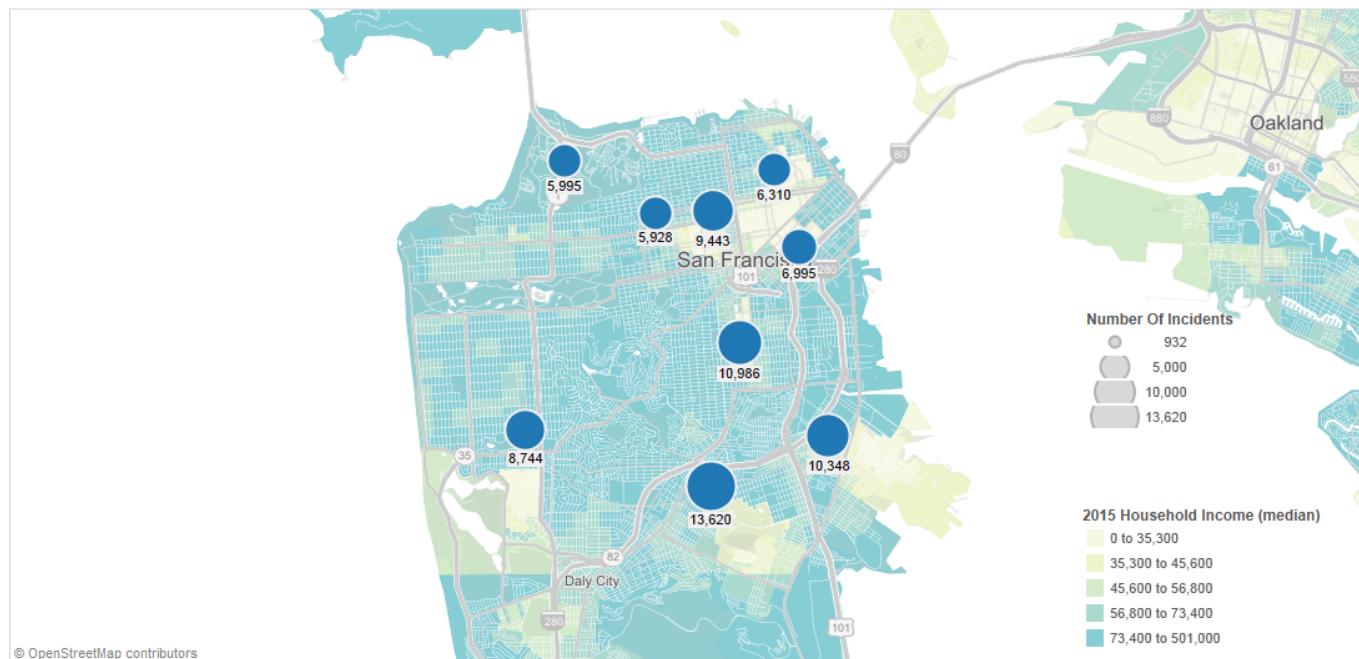 Oakland
880
580
61
80
5,995
1
6,310
5,928
9,443
San Francis
101
280
6,995
10,986
8,744
35
10,348
13,620
82
Daly City
280
101
Number Of Incidents
932
5,000
10,000
13,620
2015 Household Income (median)
0 to 35,300
35,300 to 45,600
45,600 to 56,800
56,800 to 73,400
73,400 to 501,000
© OpenStreetMap contributors